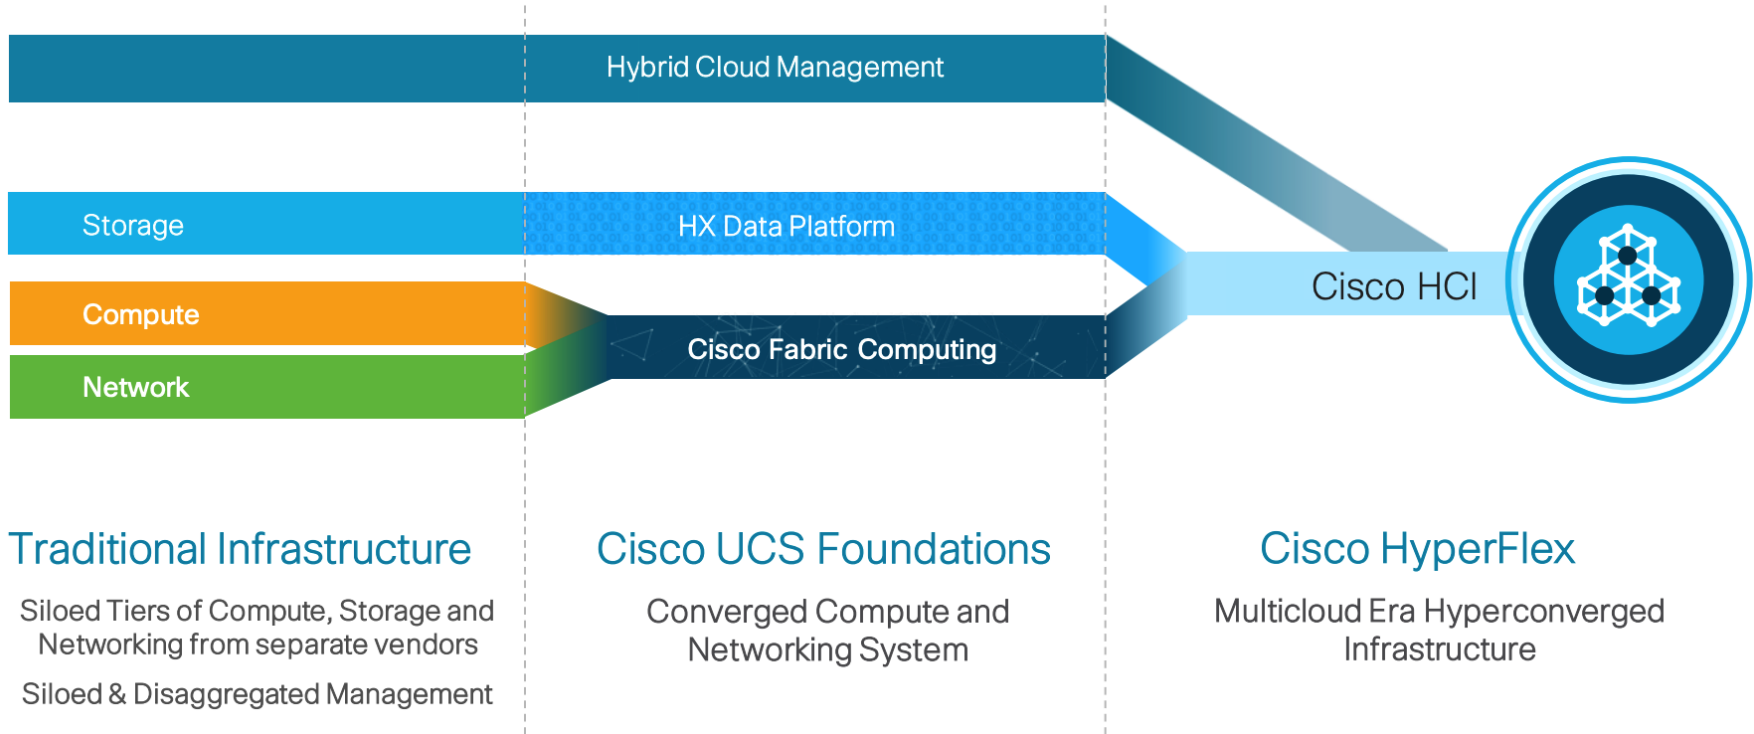 Hybrid Cloud Management
Storage
HX Data Platform
Compute
Network
Cisco Fabric Computing
Cisco HCI
Traditional Infrastructure
Siloed Tiers of Compute, Storage and
Networking from separate vendors
Siloed & Disaggregated Management
Cisco UCS Foundations
Converged Compute and
Networking System
Cisco HyperFlex
Multicloud Era Hyperconverged
Infrastructure